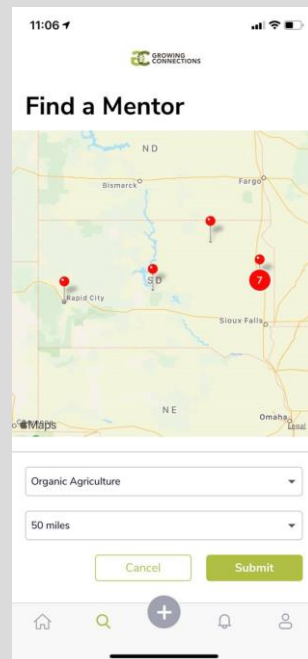 11:06
GROWING
CONNECTIONS
Find a Mentor
ND
Bismarck
Fargo
SD
7
Rapid City
Sioux Falls
NE
Omaha
Maps
Legal
Organic Agriculture
50 miles
Cancel
Submit